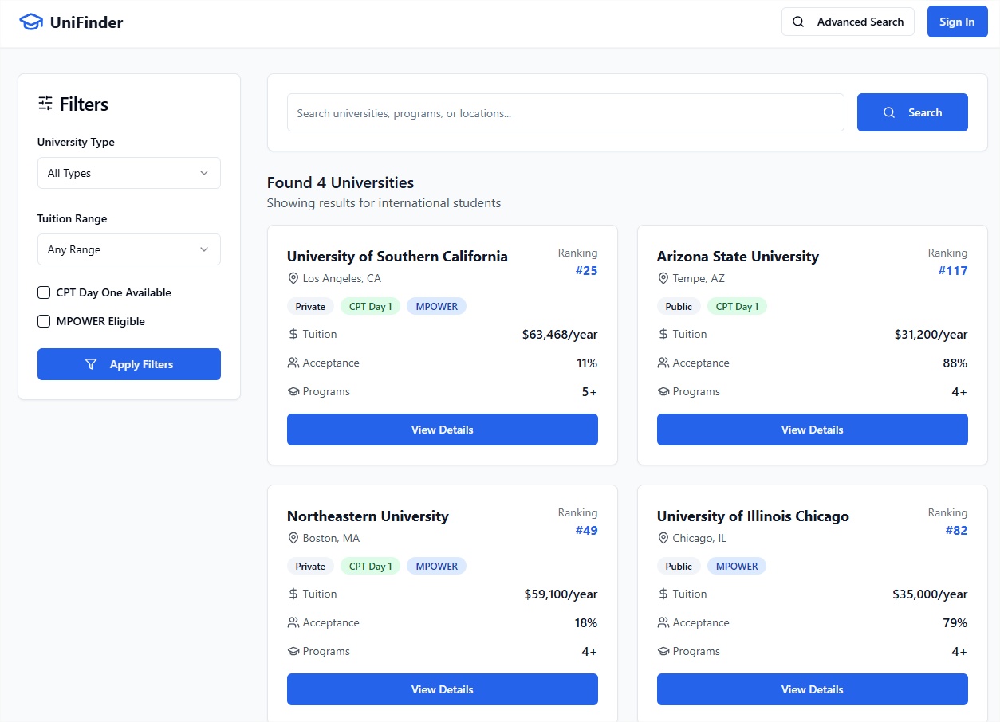 UniFinder
Advanced Search
Sign In
Filters
University Type
All Types
Tuition Range
Any Range
CPT Day One Available
MPOWER Eligible
Apply Filters
Search universities, programs, or locations...
Search
Found 4 Universities
Showing results for international students
University of Southern California
Ranking
#25
Los Angeles, CA
Private CPT Day 1 MPOWER
Tuition $63,468/year
Acceptance 11%
Programs 5+
View Details
Arizona State University
Ranking
#117
Tempe, AZ
Public CPT Day 1
Tuition $31,200/year
Acceptance 88%
Programs 4+
View Details
Northeastern University
Ranking
#49
Boston, MA
Private CPT Day 1 MPOWER
Tuition $59,100/year
Acceptance 18%
Programs 4+
View Details
University of Illinois Chicago
Ranking
#82
Chicago, IL
Public MPOWER
Tuition $35,000/year
Acceptance 79%
Programs 4+
View Details